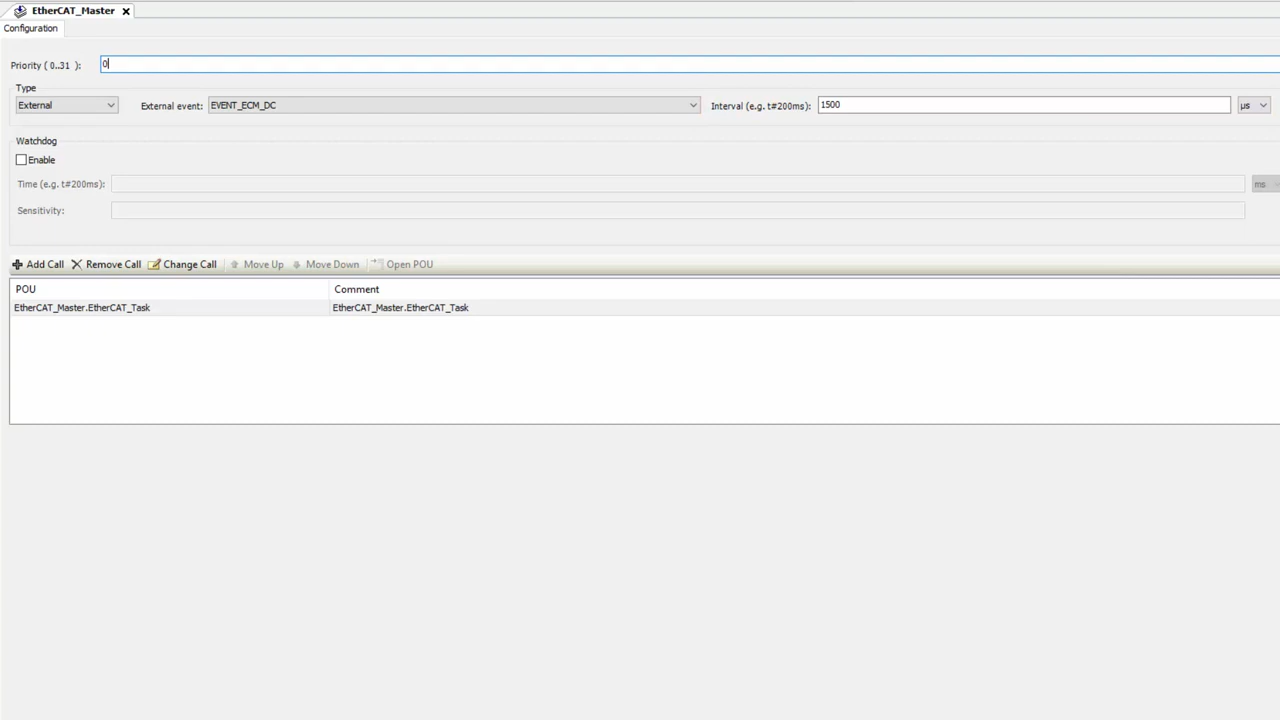 EtherCAT_Master
Configuration
Priority ( 0..31 ): 0
Type
External External event: EVENT_ECM_DC Interval (e.g. t#200ms): 1500 µs
Watchdog
Enable
Time (e.g. t#200ms): ms
Sensitivity:
Add Call Remove Call Change Call Move Up Move Down Open POU
POU Comment
EtherCAT_Master.EtherCAT_Task EtherCAT_Master.EtherCAT_Task